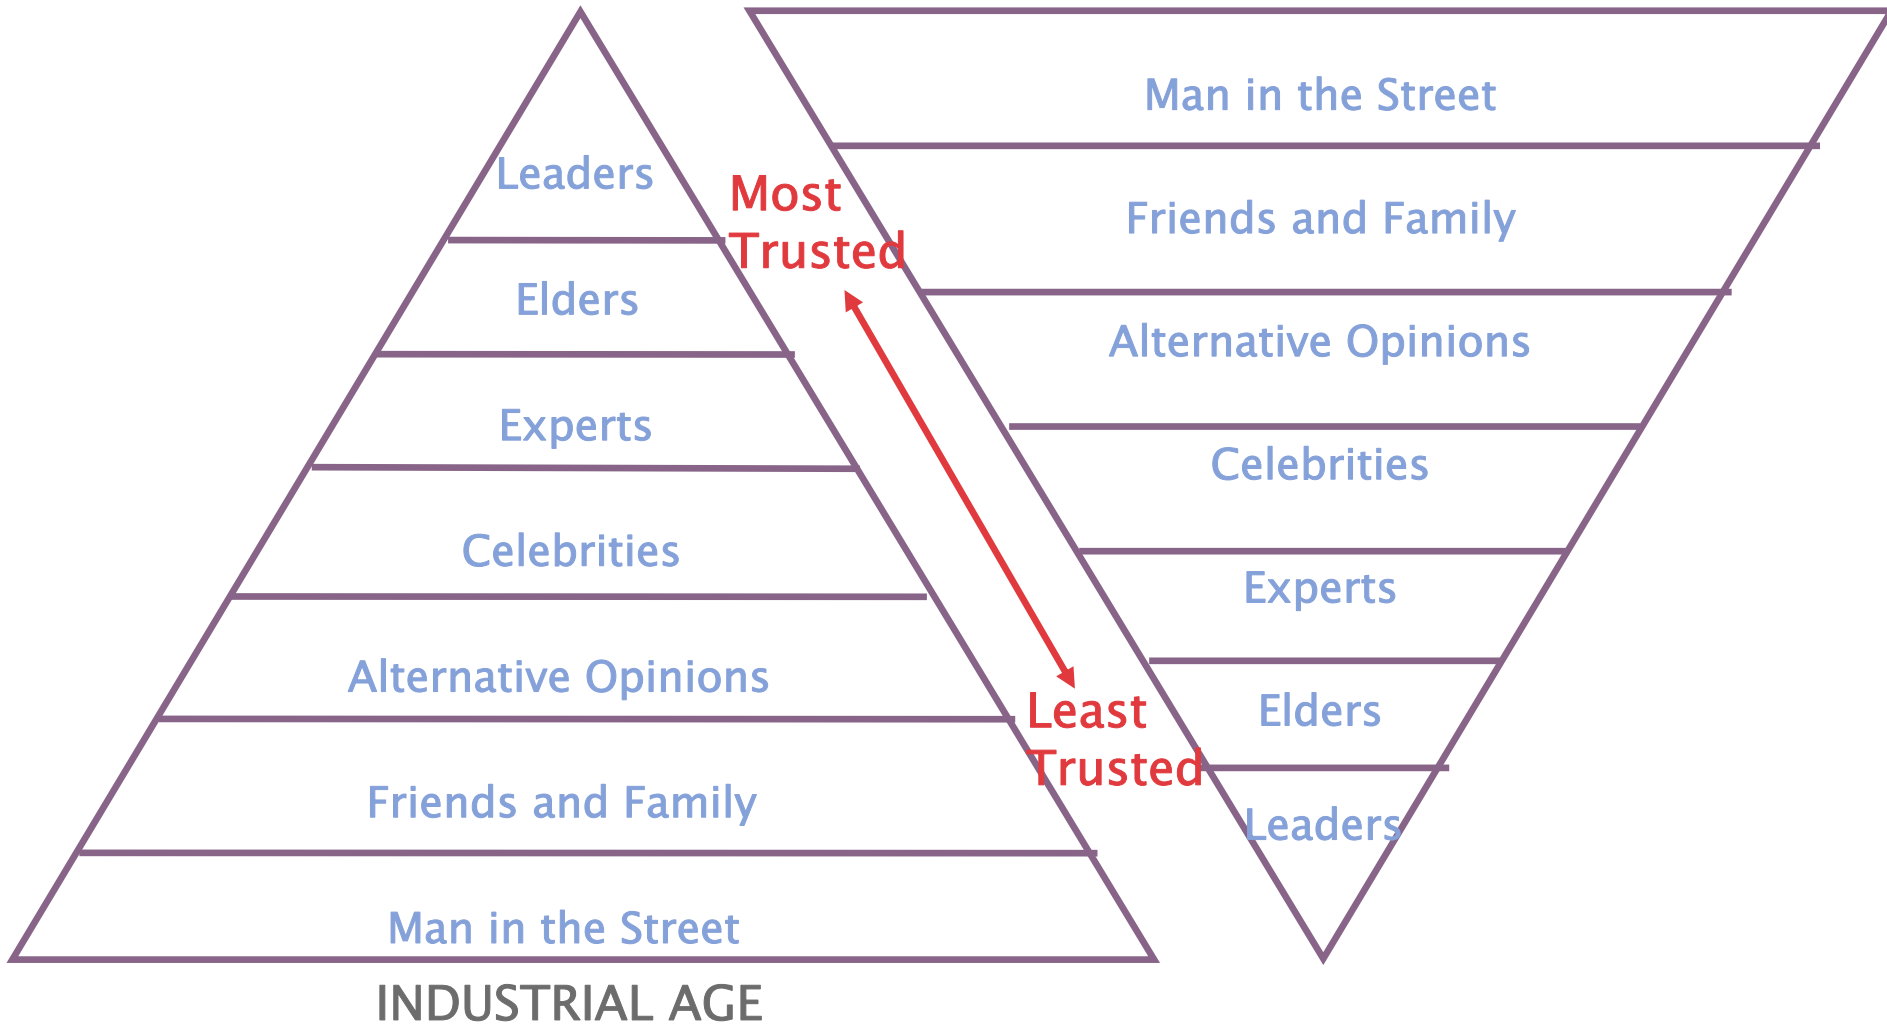 Leaders
Elders
Experts
Celebrities
Alternative Opinions
Friends and Family
Man in the Street
INDUSTRIAL AGE
Most
Trusted
Least
Trusted
Man in the Street
Friends and Family
Alternative Opinions
Celebrities
Experts
Elders
Leaders